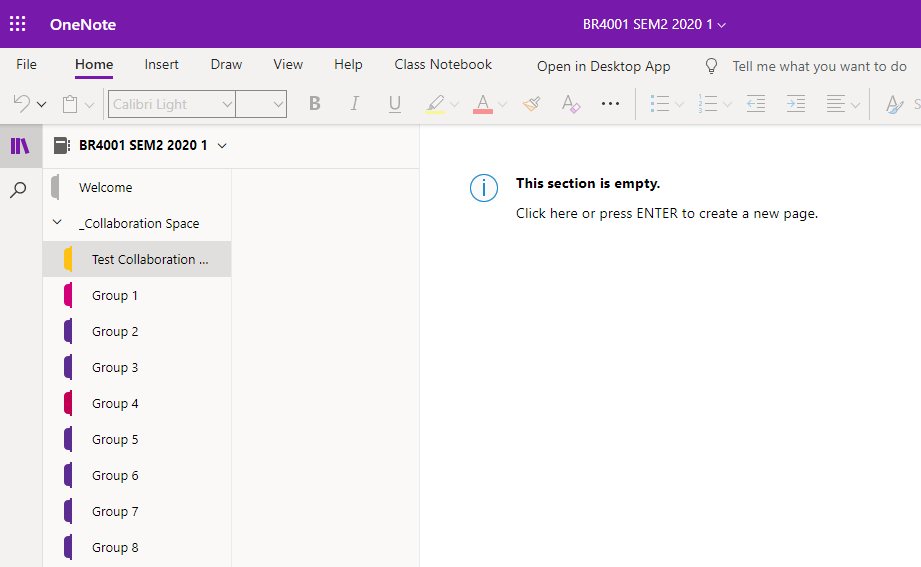 OneNote
BR4001 SEM2 2020 1
File Home Insert Draw View Help Class Notebook Open in Desktop App Tell me what you want to do
Calibri Light B I U A A ... A S
BR4001 SEM2 2020 1
Welcome
_Collaboration Space
Test Collaboration ...
Group 1
Group 2
Group 3
Group 4
Group 5
Group 6
Group 7
Group 8
This section is empty.
Click here or press ENTER to create a new page.